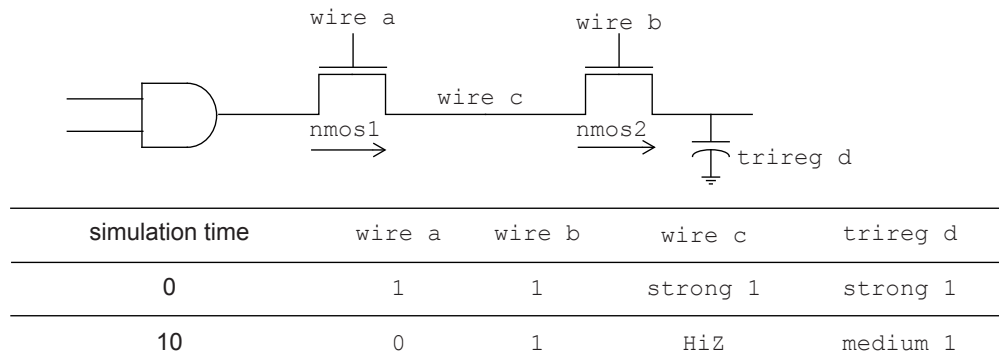 wire a wire b
wire c
nmos1 nmos2
trireg d
simulation time wire a wire b wire c trireg d
0 1 1 strong 1 strong 1
10 0 1 HiZ medium 1